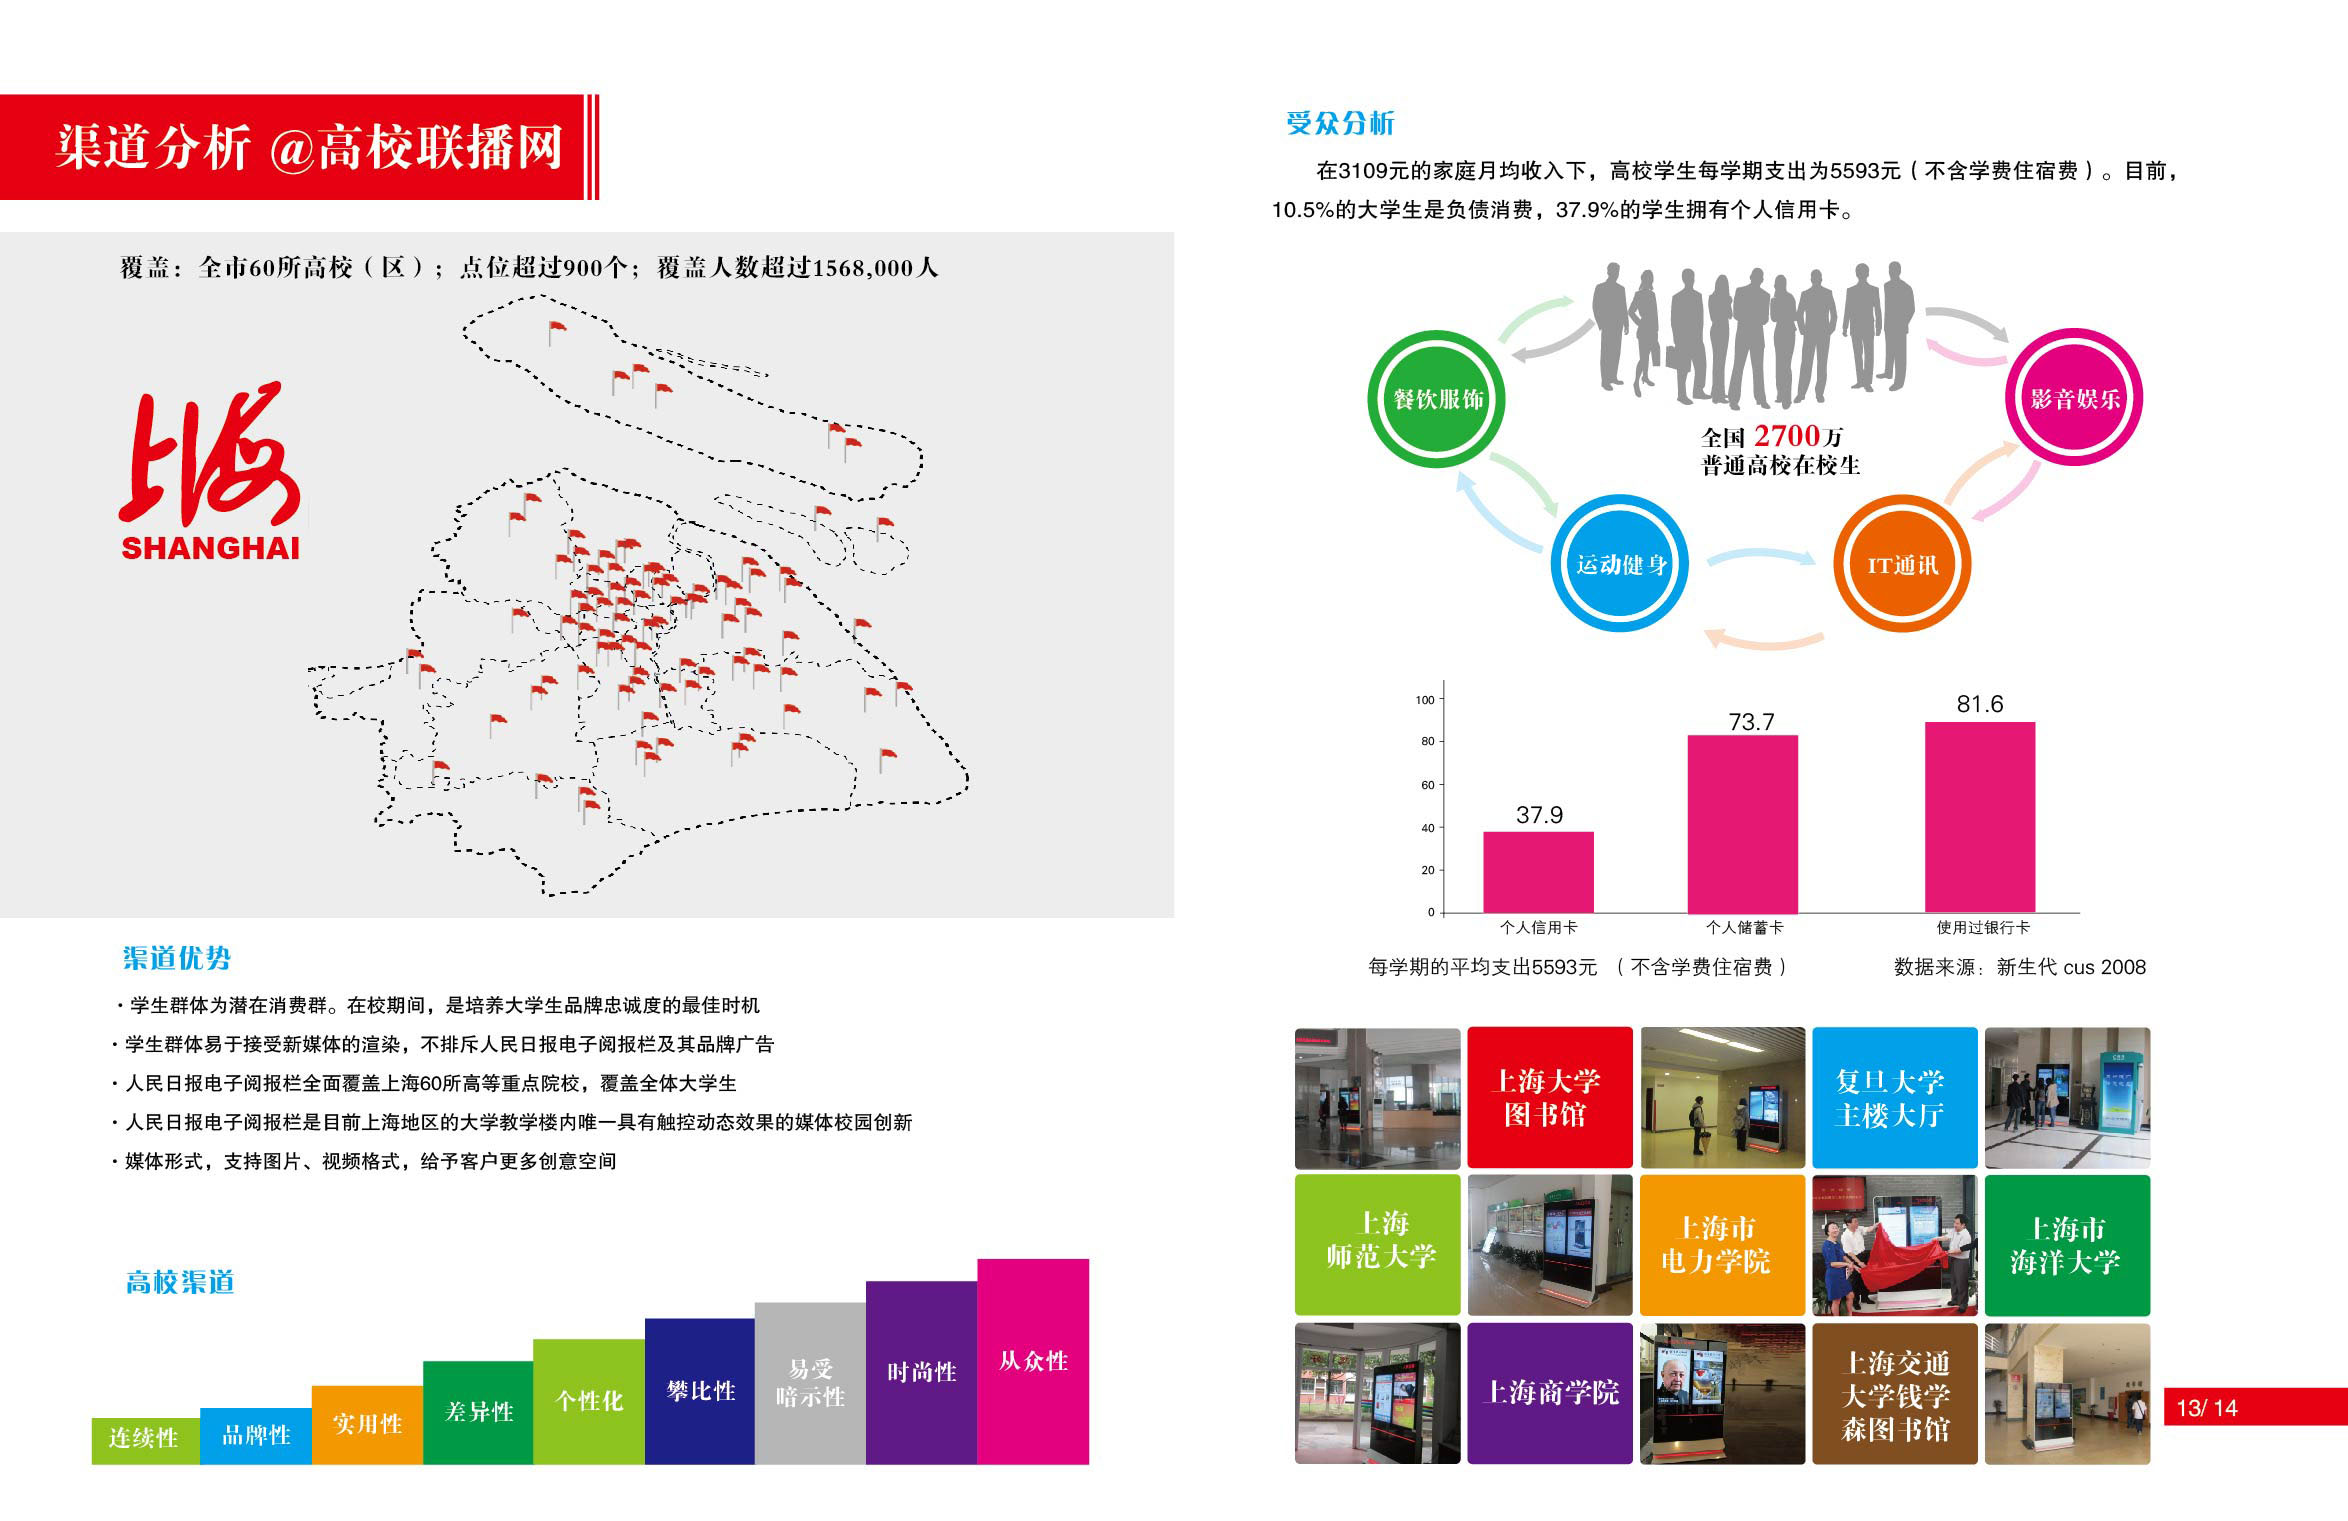 渠道分析 @高校联播网
覆盖：全市60所高校（区）；点位超过900个；覆盖人数超过1568,000人
上海
SHANGHAI
渠道优势
·学生群体为潜在消费群。在校期间，是培养大学生品牌忠诚度的最佳时机
·学生群体易于接受新媒体的渲染，不排斥人民日报电子阅报栏及其品牌广告
·人民日报电子阅报栏全面覆盖上海60所高等重点院校，覆盖全体大学生
·人民日报电子阅报栏是目前上海地区的大学教学楼内唯一具有触控动态效果的媒体校园创新
·媒体形式，支持图片、视频格式，给予客户更多创意空间
高校渠道
连续性
品牌性
实用性
差异性
个性化
攀比性
易受
暗示性
时尚性
从众性
受众分析
在3109元的家庭月均收入下，高校学生每学期支出为5593元（不含学费住宿费）。目前，
10.5%的大学生是负债消费，37.9%的学生拥有个人信用卡。
餐饮服饰
影音娱乐
全国 2700万
普通高校在校生
运动健身
IT通讯
100
80
60
40
20
0
37.9
73.7
81.6
个人信用卡
个人储蓄卡
使用过银行卡
每学期的平均支出5593元 （不含学费住宿费）
数据来源：新生代 cus 2008
上海大学
图书馆
复旦大学
主楼大厅
上海
师范大学
上海市
电力学院
上海市
海洋大学
上海商学院
上海交通
大学钱学
森图书馆
13/ 14